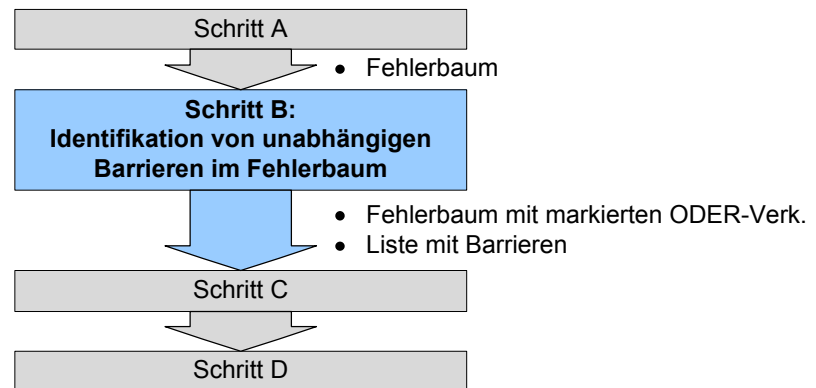 Schritt A
• Fehlerbaum
Schritt B:
Identifikation von unabhängigen
Barrieren im Fehlerbaum
• Fehlerbaum mit markierten ODER-Verk.
• Liste mit Barrieren
Schritt C
Schritt D